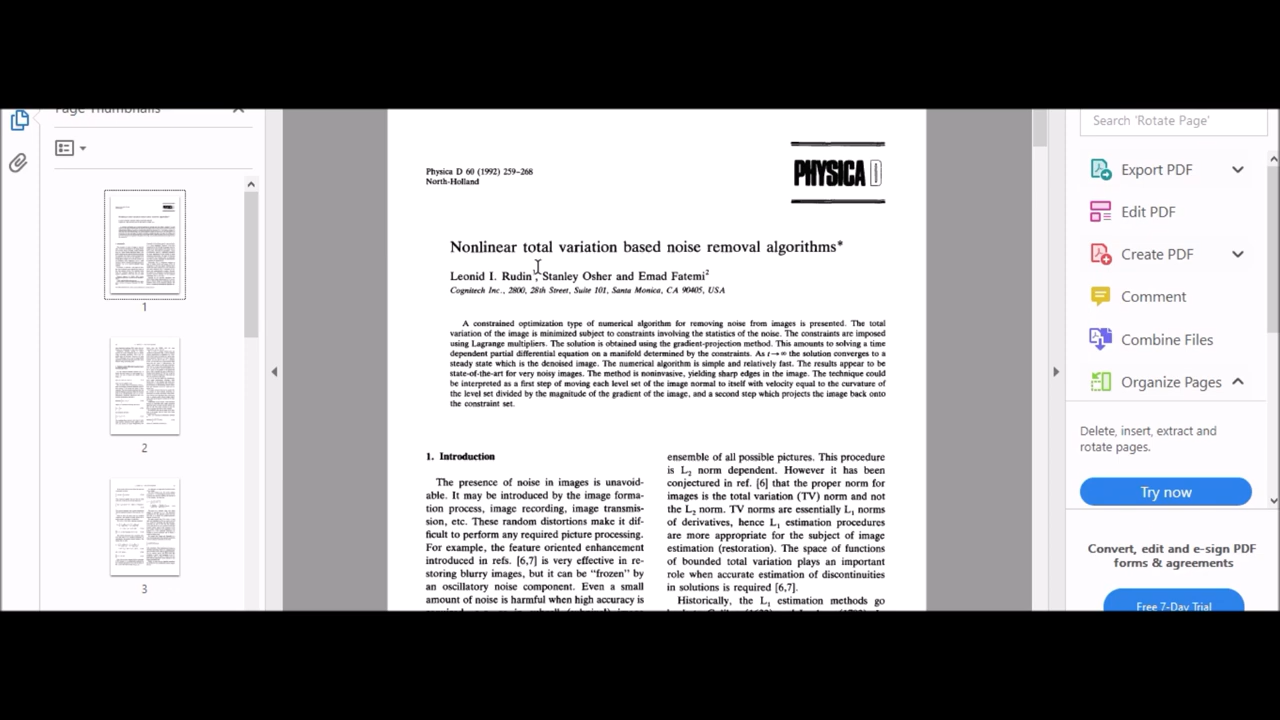 Page Thumbnails
1
2
3
Physica D 60 (1992) 259-268
North-Holland
PHYSICA D
Nonlinear total variation based noise removal algorithms*
Leonid I. Rudin¹, Stanley Osher and Emad Fatemi²
Cognitech Inc., 2800, 28th Street, Suite 101, Santa Monica, CA 90405, USA
A constrained optimization type of numerical algorithm for removing noise from images is presented. The total
variation of the image is minimized subject to constraints involving the statistics of the noise. The constraints are imposed
using Lagrange multipliers. The solution is obtained using the gradient-projection method. This amounts to solving a time
dependent partial differential equation on a manifold determined by the constraints. As t→∞ the solution converges to a
steady state which is the denoised image. The numerical algorithm is simple and relatively fast. The results appear to be
state-of-the-art for very noisy images. The method is noninvasive, yielding sharp edges in the image. The technique could
be interpreted as a first step of moving each level set of the image normal to itself with velocity equal to the curvature of
the level set divided by the magnitude of the gradient of the image, and a second step which projects the image back onto
the constraint set.
1. Introduction
The presence of noise in images is unavoid-
able. It may be introduced by the image forma-
tion process, image recording, image transmis-
sion, etc. These random distortions make it dif-
ficult to perform any required picture processing.
For example, the feature oriented enhancement
introduced in refs. [6,7] is very effective in re-
storing blurry images, but it can be "frozen" by
an oscillatory noise component. Even a small
amount of noise is harmful when high accuracy is
ensemble of all possible pictures. This procedure
is L₂ norm dependent. However it has been
conjectured in ref. [6] that the proper norm for
images is the total variation (TV) norm and not
the L₂ norm. TV norms are essentially L₁ norms
of derivatives, hence L₁ estimation procedures
are more appropriate for the subject of image
estimation (restoration). The space of functions
of bounded total variation plays an important
role when accurate estimation of discontinuities
in solutions is required [6,7].
Historically, the L₁ estimation methods go
Search 'Rotate Page'
Export PDF
Edit PDF
Create PDF
Comment
Combine Files
Organize Pages
Delete, insert, extract and
rotate pages.
Try now
Convert, edit and e-sign PDF
forms & agreements
Free 7-Day Trial